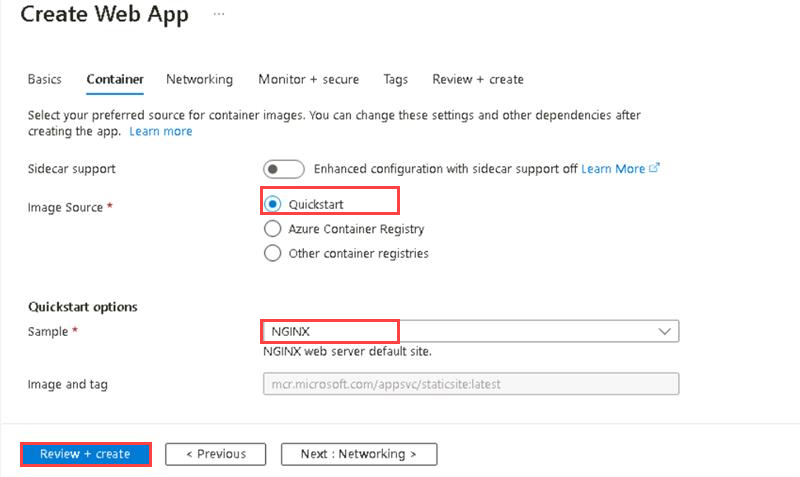 Create Web App ...
Basics Container Networking Monitor + secure Tags Review + create
Select your preferred source for container images. You can change these settings and other dependencies after
creating the app. Learn more
Sidecar support Enhanced configuration with sidecar support off Learn More
Image Source * Quickstart
Azure Container Registry
Other container registries
Quickstart options
Sample * NGINX
NGINX web server default site.
Image and tag mcr.microsoft.com/appsvc/staticsite:latest
Review + create < Previous Next : Networking >